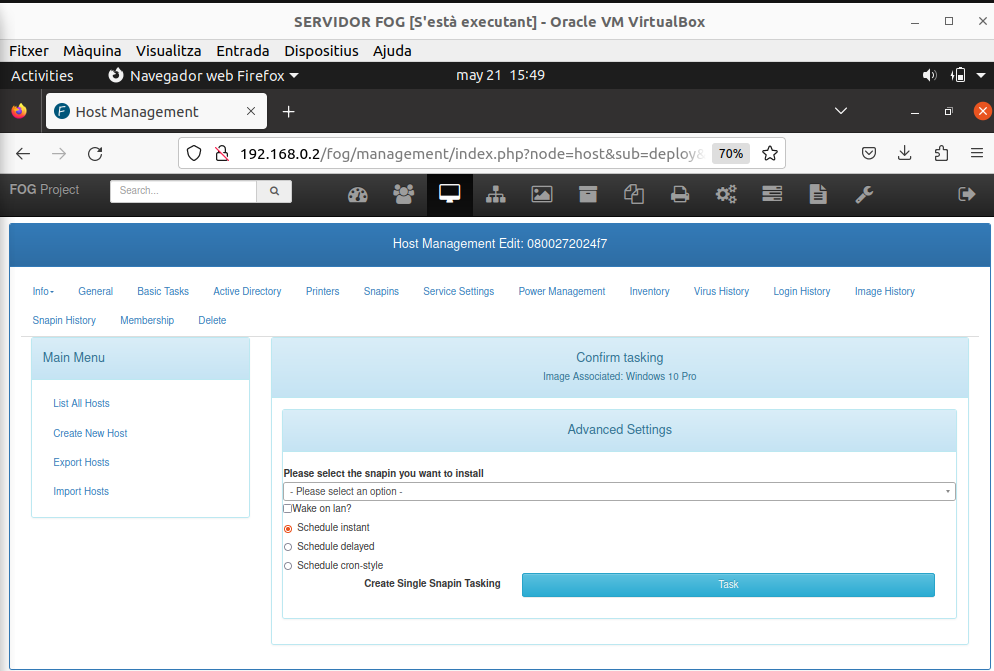 SERVIDOR FOG [S'està executant] - Oracle VM VirtualBox
Fitxer Màquina Visualitza Entrada Dispositius Ajuda
Activities Navegador web Firefox may 21 15:49
Host Management
192.168.0.2/fog/management/index.php?node=host&sub=deploy& 70%
FOG Project Search...
Host Management Edit: 0800272024f7
Info General Basic Tasks Active Directory Printers Snapins Service Settings Power Management Inventory Virus History Login History Image History
Snapin History Membership Delete
Main Menu
List All Hosts
Create New Host
Export Hosts
Import Hosts
Confirm tasking
Image Associated: Windows 10 Pro
Advanced Settings
Please select the snapin you want to install
- Please select an option -
Wake on lan?
Schedule instant
Schedule delayed
Schedule cron-style
Create Single Snapin Tasking Task